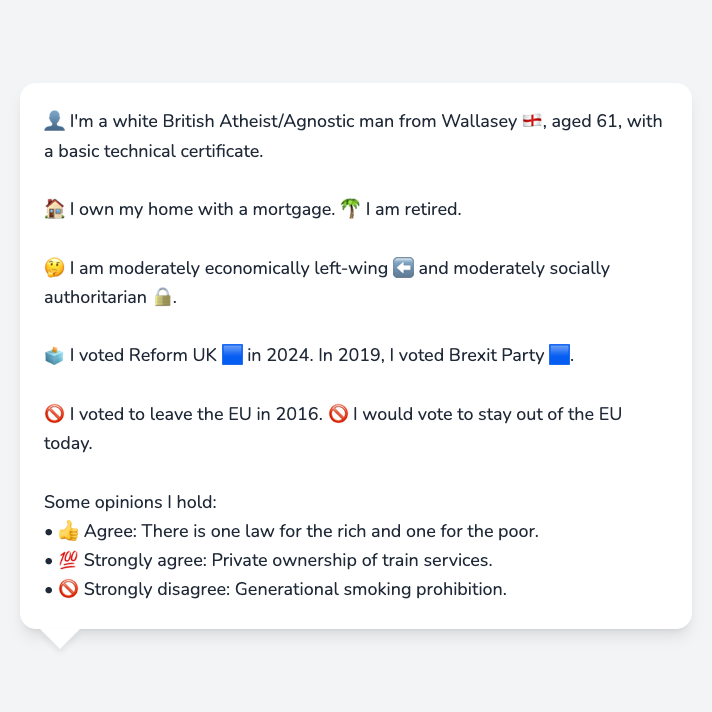 👤 I'm a white British Atheist/Agnostic man from Wallasey 🏴󠁧󠁢󠁥󠁮󠁧󠁿, aged 61, with
a basic technical certificate.
🏠 I own my home with a mortgage. 🌴 I am retired.
🤔 I am moderately economically left-wing ⬅️ and moderately socially
authoritarian 🔒.
🗳️ I voted Reform UK 🟦 in 2024. In 2019, I voted Brexit Party 🟦.
🚫 I voted to leave the EU in 2016. 🚫 I would vote to stay out of the EU
today.
Some opinions I hold:
• 👍 Agree: There is one law for the rich and one for the poor.
• 💯 Strongly agree: Private ownership of train services.
• 🚫 Strongly disagree: Generational smoking prohibition.